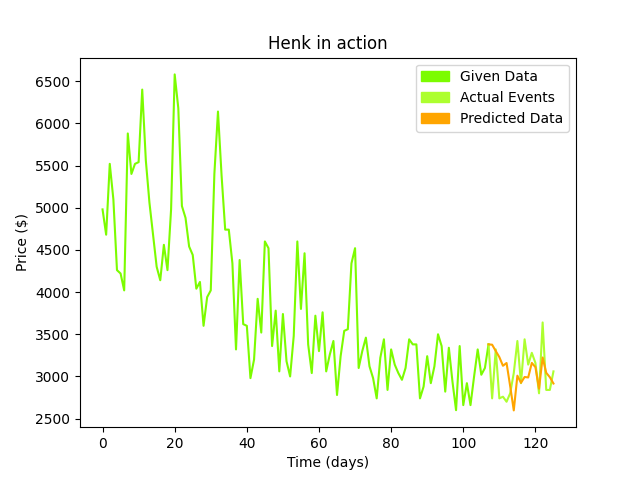 Henk in action
Given Data
Actual Events
Predicted Data
Price ($)
6500
6000
5500
5000
4500
4000
3500
3000
2500
0 20 40 60 80 100 120
Time (days)